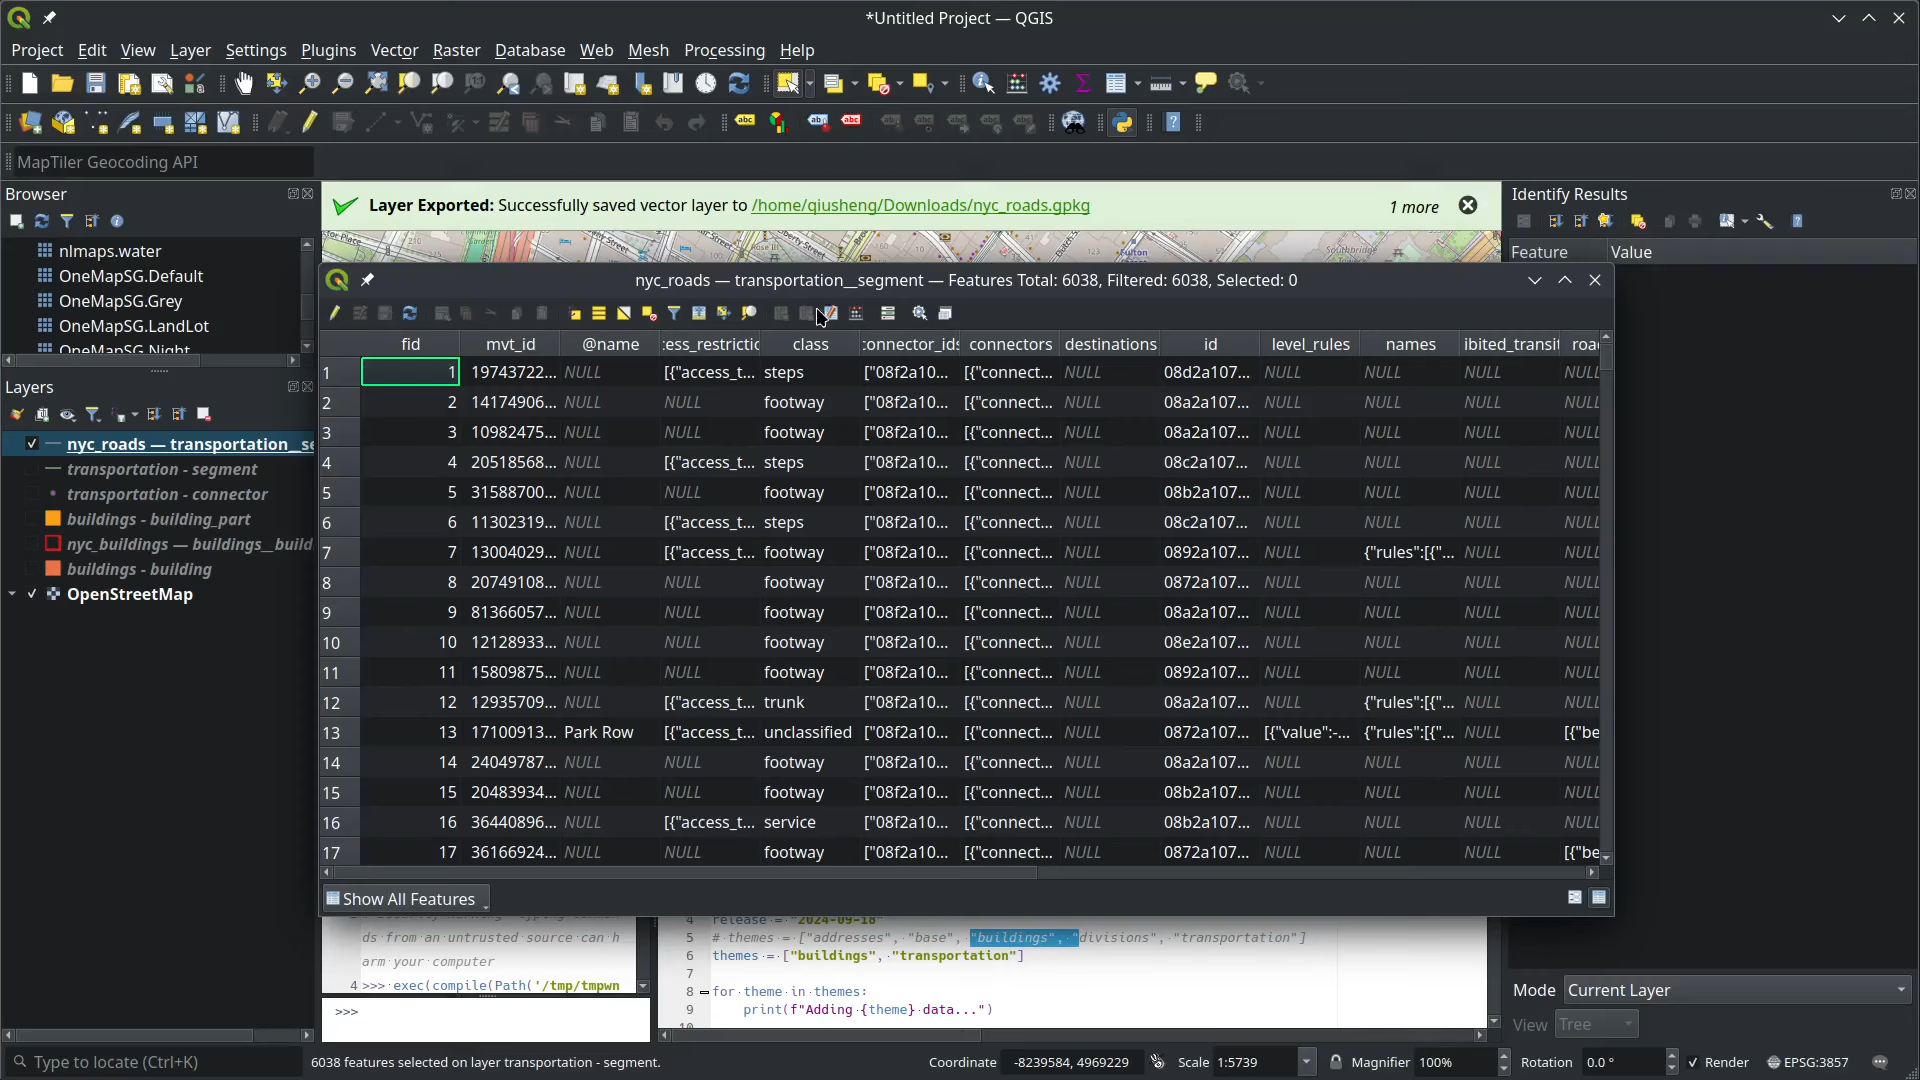 *Untitled Project — QGIS
Project Edit View Layer Settings Plugins Vector Raster Database Web Mesh Processing Help
MapTiler Geocoding API
Browser
nlmaps.water
OneMapSG.Default
OneMapSG.Grey
OneMapSG.LandLot
OneMapSG.Night
Layers
nyc_roads — transportation__se
transportation - segment
transportation - connector
buildings - building_part
nyc_buildings — buildings__build
buildings - building
OpenStreetMap
Layer Exported: Successfully saved vector layer to /home/qiusheng/Downloads/nyc_roads.gpkg 1 more
Identify Results
Feature Value
nyc_roads — transportation__segment — Features Total: 6038, Filtered: 6038, Selected: 0
fid mvt_id @name cess_restrictio class connector_ids connectors destinations id level_rules names ibited_transit road
1 1 19743722... NULL [{"access_t... steps ["08f2a10... [{"connect... NULL 08d2a107... NULL NULL NULL NULL
2 2 14174906... NULL NULL footway ["08f2a10... [{"connect... NULL 08a2a107... NULL NULL NULL NULL
3 3 10982475... NULL NULL footway ["08f2a10... [{"connect... NULL 08a2a107... NULL NULL NULL NULL
4 4 20518568... NULL [{"access_t... steps ["08f2a10... [{"connect... NULL 08c2a107... NULL NULL NULL NULL
5 5 31588700... NULL NULL footway ["08f2a10... [{"connect... NULL 08b2a107... NULL NULL NULL NULL
6 6 11302319... NULL [{"access_t... steps ["08f2a10... [{"connect... NULL 08c2a107... NULL NULL NULL NULL
7 7 13004029... NULL [{"access_t... footway ["08f2a10... [{"connect... NULL 0892a107... NULL {"rules":[{"... NULL NULL
8 8 20749108... NULL NULL footway ["08f2a10... [{"connect... NULL 0872a107... NULL NULL NULL NULL
9 9 81366057... NULL NULL footway ["08f2a10... [{"connect... NULL 08a2a107... NULL NULL NULL NULL
10 10 12128933... NULL NULL footway ["08f2a10... [{"connect... NULL 08e2a107... NULL NULL NULL NULL
11 11 15809875... NULL NULL footway ["08f2a10... [{"connect... NULL 0892a107... NULL NULL NULL NULL
12 12 12935709... NULL [{"access_t... trunk ["08f2a10... [{"connect... NULL 08a2a107... NULL {"rules":[{"... NULL NULL
13 13 17100913... Park Row [{"access_t... unclassified ["08f2a10... [{"connect... NULL 0872a107... [{"value":-... {"rules":[{"... NULL [{"be
14 14 24049787... NULL NULL footway ["08f2a10... [{"connect... NULL 08a2a107... NULL NULL NULL NULL
15 15 20483934... NULL NULL footway ["08f2a10... [{"connect... NULL 08b2a107... NULL NULL NULL NULL
16 16 36440896... NULL [{"access_t... service ["08f2a10... [{"connect... NULL 08b2a107... NULL NULL NULL NULL
17 17 36166924... NULL NULL footway ["08f2a10... [{"connect... NULL 0872a107... NULL NULL NULL [{"be
Show All Features
ds from an untrusted source can h
arm your computer
4 >>> exec(compile(Path('/tmp/tmpwn
>>>
4 release = "2024-09-18"
5 # themes = ["addresses", "base", "buildings", "divisions", "transportation"]
6 themes = ["buildings", "transportation"]
7
8 for theme in themes:
9 print(f"Adding {theme} data...")
10
Mode Current Layer
View Tree
Type to locate (Ctrl+K) 6038 features selected on layer transportation - segment. Coordinate -8239584, 4969229 Scale 1:5739 Magnifier 100% Rotation 0.0 ° Render EPSG:3857